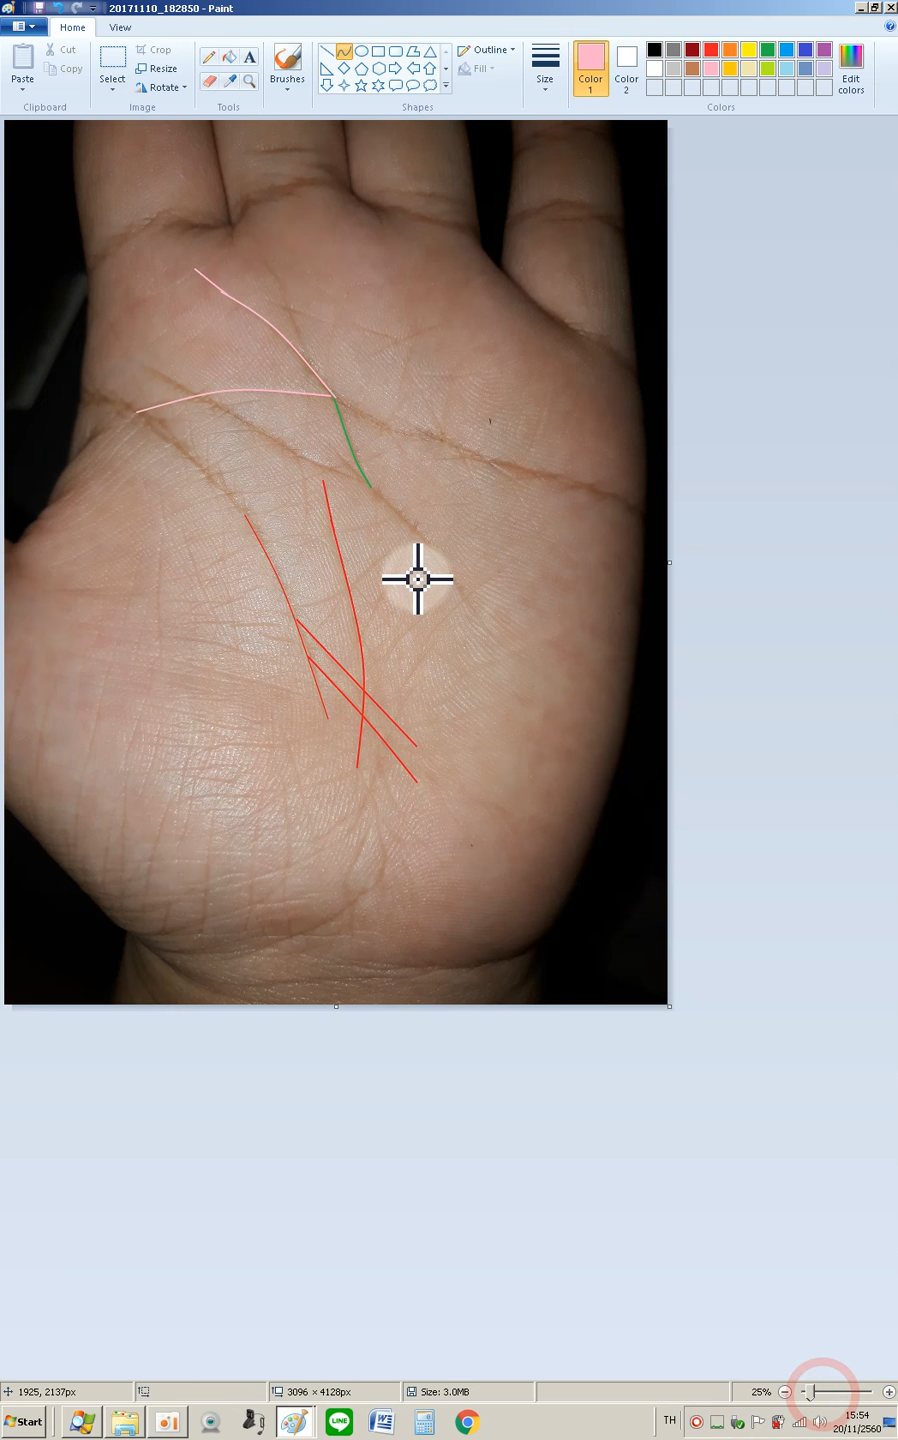 20171110_182850 - Paint
Home View
Paste
Cut
Copy
Clipboard
Select
Crop
Resize
Rotate
Image
A
Tools
Brushes
Outline
Fill
Shapes
Size
Color 1
Color 2
Edit colors
Colors
1925, 2137px
3096 × 4128px
Size: 3.0MB
25%
Start
LINE
TH
15:54
20/11/2560